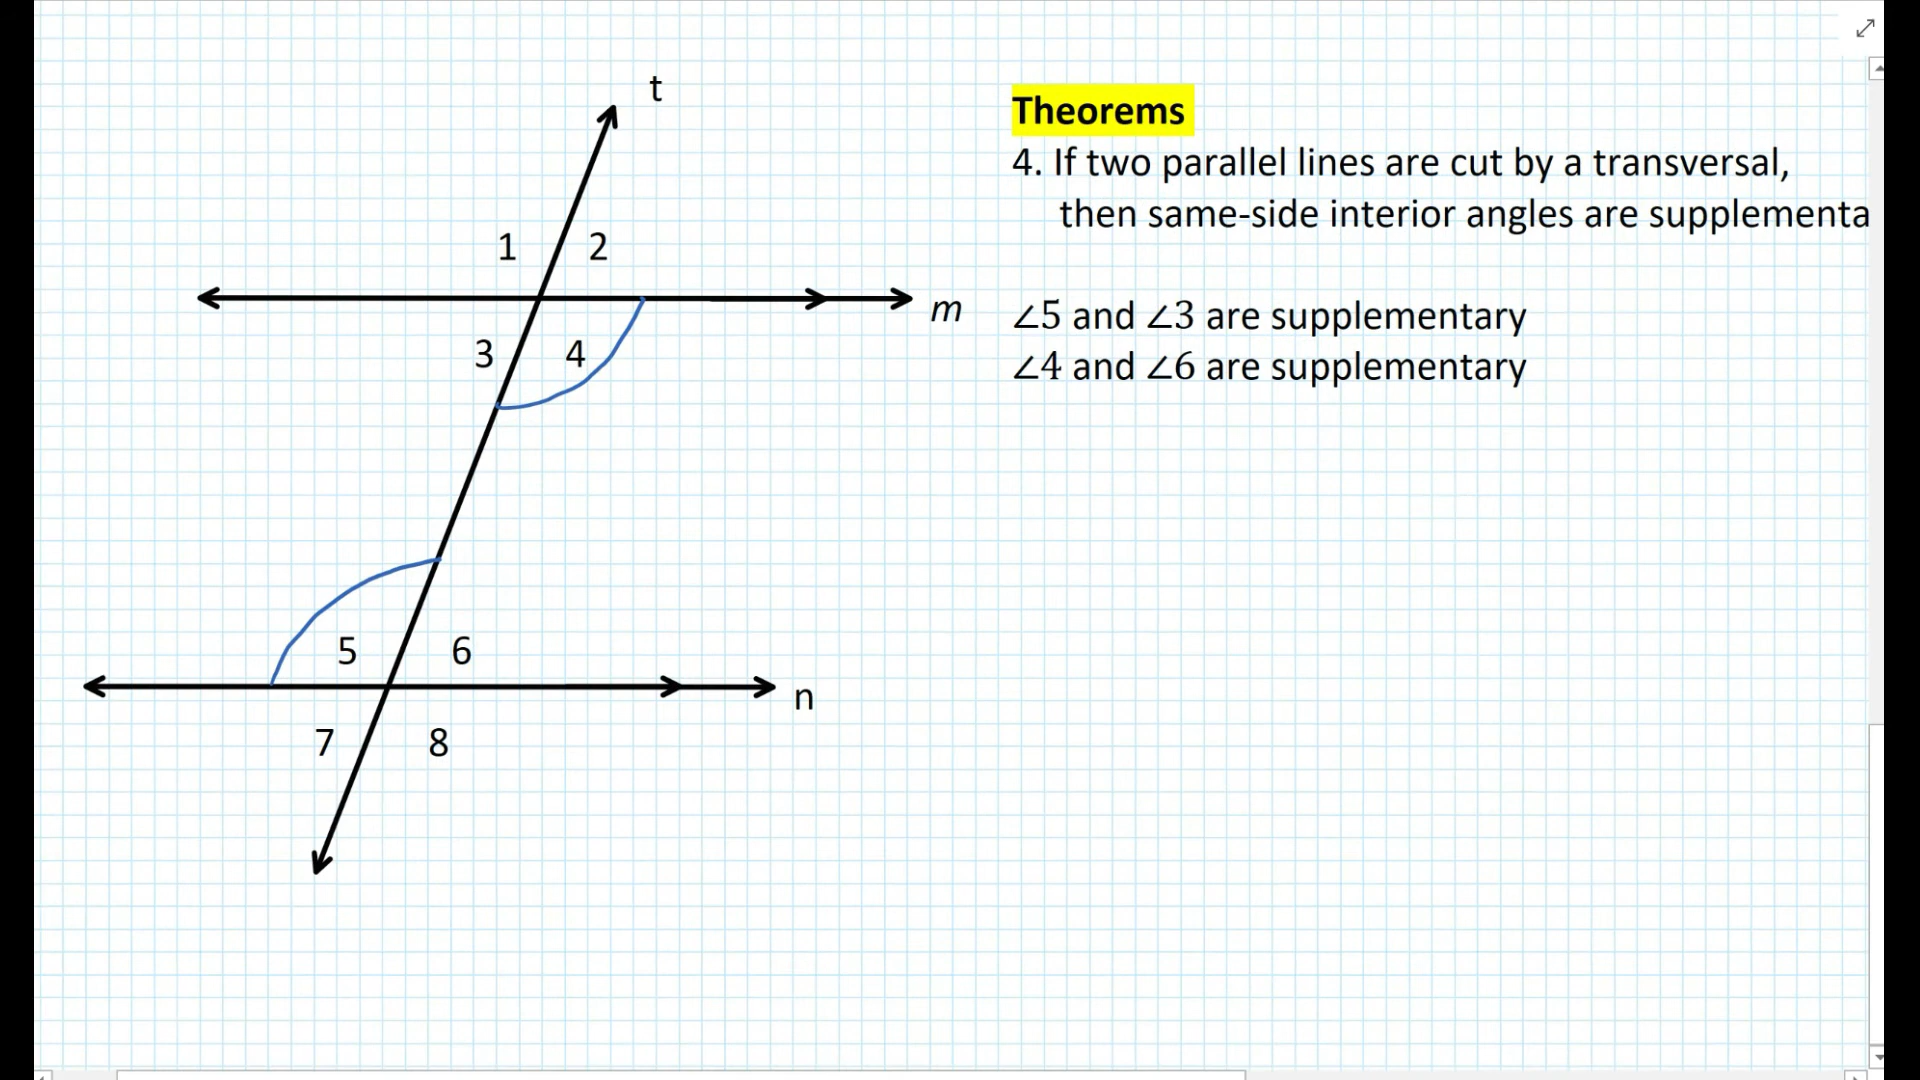 t
Theorems
4. If two parallel lines are cut by a transversal,
then same-side interior angles are supplementa
1 2
m
∠5 and ∠3 are supplementary
3 4
∠4 and ∠6 are supplementary
5 6
n
7 8